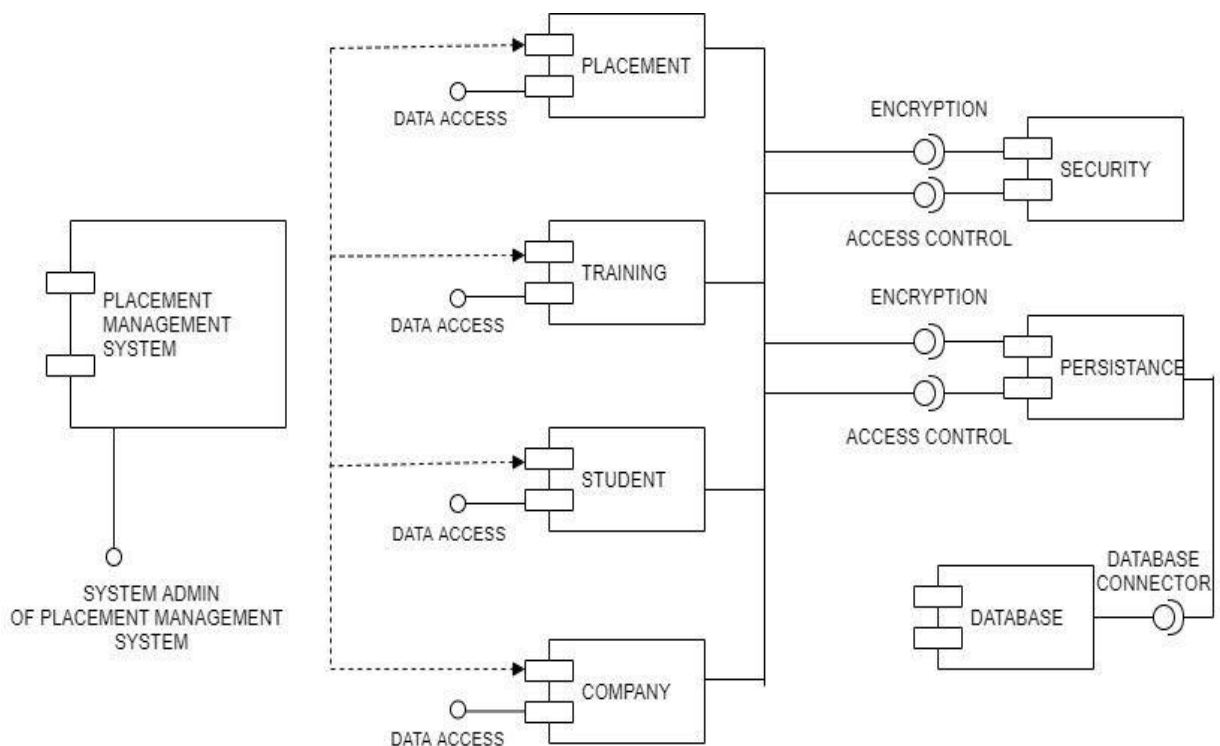 PLACEMENT
DATA ACCESS
ENCRYPTION
SECURITY
ACCESS CONTROL
TRAINING
DATA ACCESS
ENCRYPTION
PLACEMENT
MANAGEMENT
SYSTEM
PERSISTANCE
ACCESS CONTROL
STUDENT
DATA ACCESS
SYSTEM ADMIN
OF PLACEMENT MANAGEMENT
SYSTEM
DATABASE
CONNECTOR
DATABASE
COMPANY
DATA ACCESS